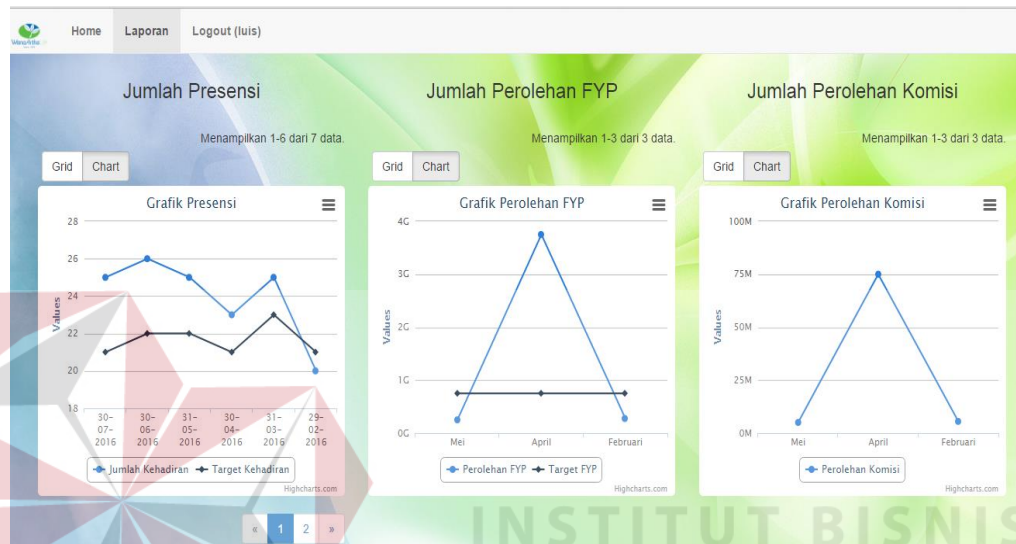 WanaArtha
Home Laporan Logout (luis)
Jumlah Presensi
Menampilkan 1-6 dari 7 data.
Grid Chart
Grafik Presensi
Values
28
26
24
22
20
18
30-07-2016 30-06-2016 31-05-2016 30-04-2016 31-03-2016 29-02-2016
Jumlah Kehadiran Target Kehadiran
Highcharts.com
« 1 2 »
Jumlah Perolehan FYP
Menampilkan 1-3 dari 3 data.
Grid Chart
Grafik Perolehan FYP
Values
4G
3G
2G
1G
0G
Mei April Februari
Perolehan FYP Target FYP
Highcharts.com
Jumlah Perolehan Komisi
Menampilkan 1-3 dari 3 data.
Grid Chart
Grafik Perolehan Komisi
Values
100M
75M
50M
25M
0M
Mei April Februari
Perolehan Komisi
Highcharts.com
INSTITUT BISNIS